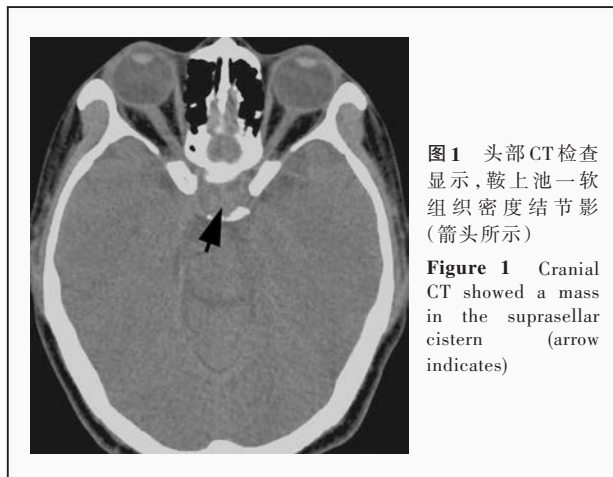 图1 头部CT检查
显示,鞍上池一软
组织密度结节影
(箭头所示)
Figure 1 Cranial
CT showed a mass
in the suprasellar
cistern (arrow
indicates)